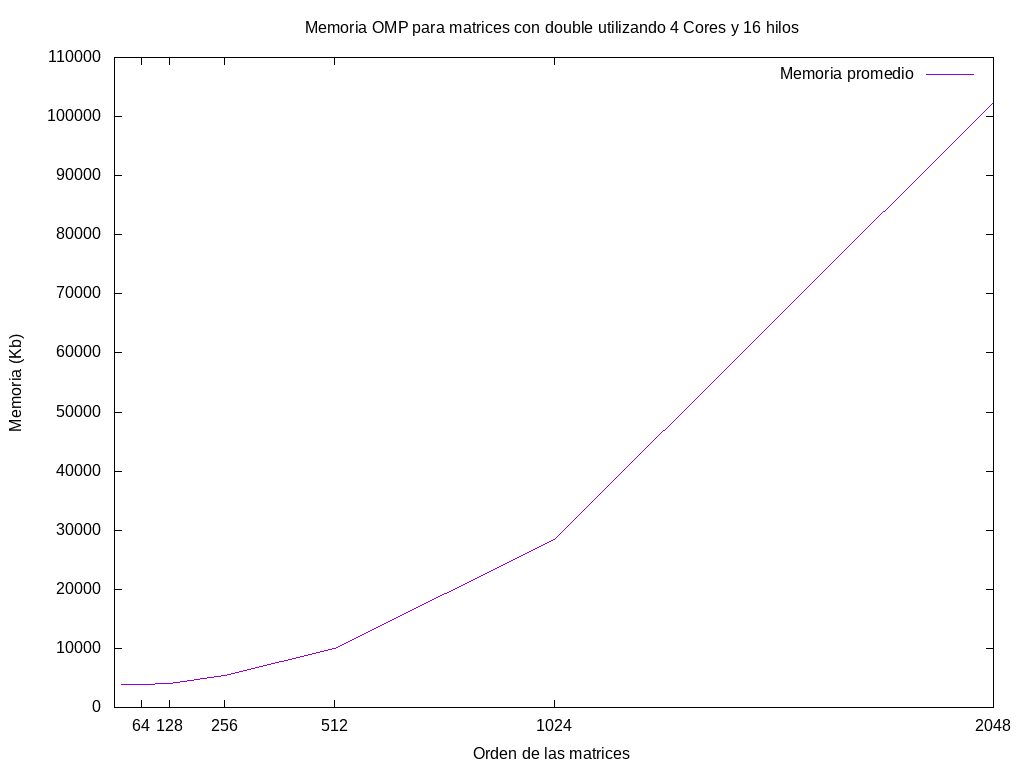 Memoria OMP para matrices con double utilizando 4 Cores y 16 hilos
Memoria promedio
110000
100000
90000
80000
70000
60000
50000
40000
30000
20000
10000
0
Memoria (Kb)
64 128 256 512 1024 2048
Orden de las matrices